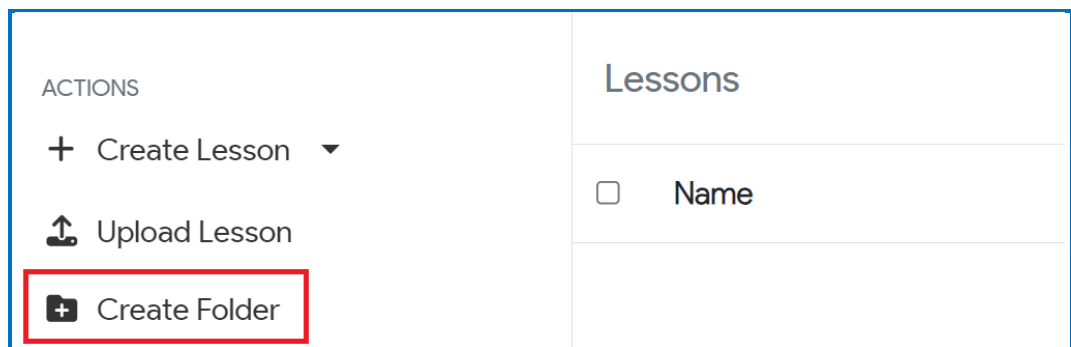 ACTIONS
Create Lesson
Upload Lesson
Create Folder
Lessons
Name